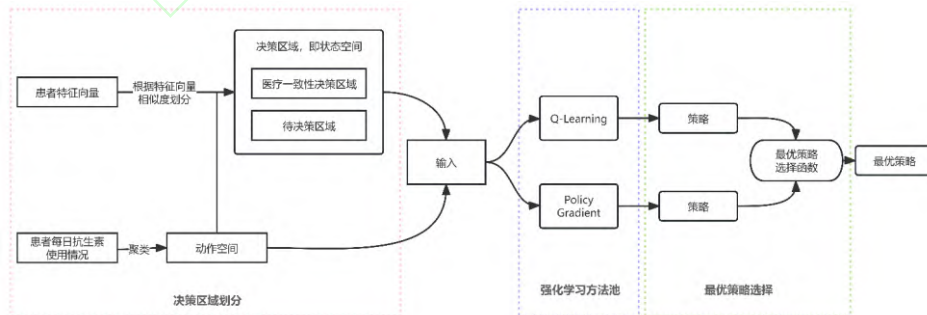 决策区域，即状态空间
医疗一致性决策区域
待决策区域
患者特征向量
根据特征向量
相似度划分
患者每日抗生素
使用情况
聚类
动作空间
决策区域划分
输入
Q-Learning
Policy
Gradient
强化学习方法池
策略
策略
最优策略
选择函数
最优策略
最优策略选择